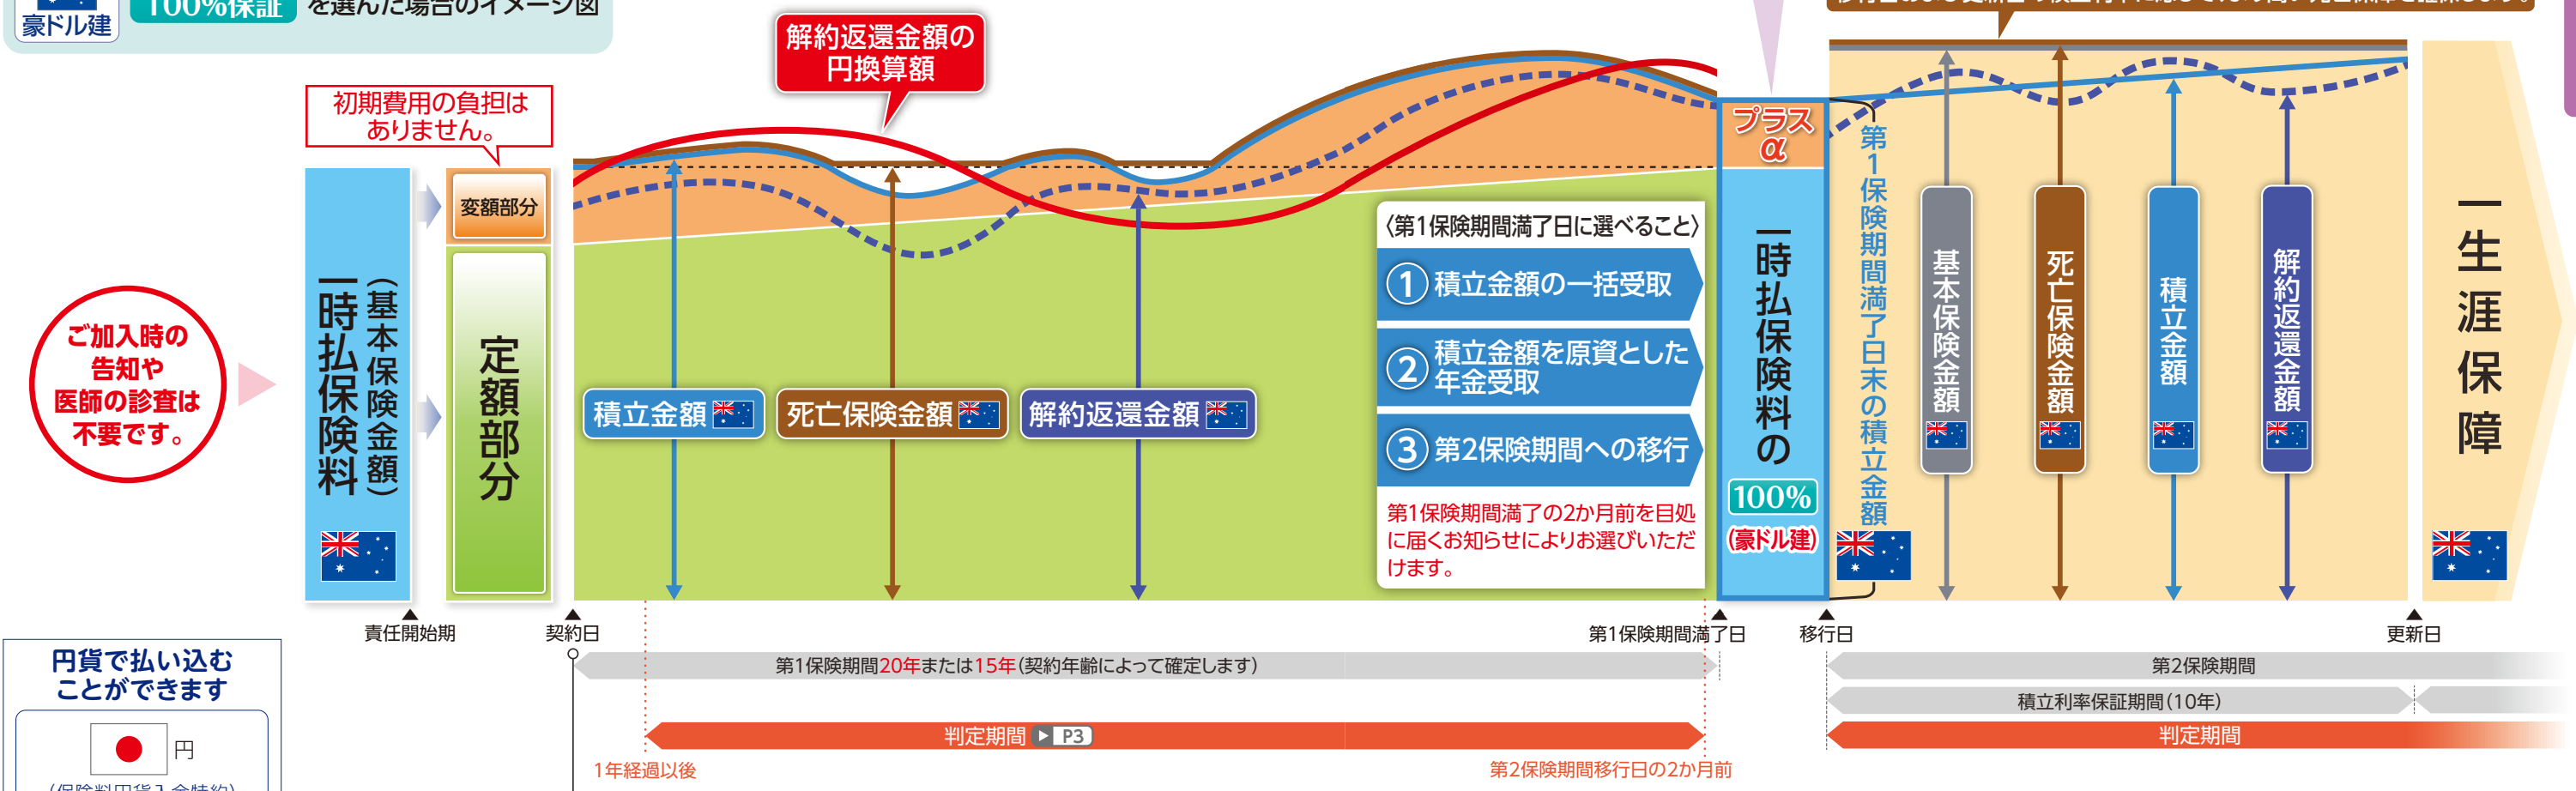 豪ドル建
100%保証 を選んだ場合のイメージ図
解約返還金額の
円換算額
初期費用の負担は
ありません。
ご加入時の
告知や
医師の診査は
不要です。
一時払保険料
(基本保険金額)
変額部分
定額部分
積立金額
死亡保険金額
解約返還金額
〈第1保険期間満了日に選べること〉
① 積立金額の一括受取
② 積立金額を原資とした
年金受取
③ 第2保険期間への移行
第1保険期間満了の2か月前を目処
に届くお知らせによりお選びいただ
けます。
プラス
α
一時払保険料の
100%
(豪ドル建)
第1保険期間満了日末の積立金額
基本保険金額
死亡保険金額
積立金額
解約返還金額
一生涯保障
責任開始期
契約日
第1保険期間満了日
移行日
更新日
第1保険期間20年または15年(契約年齢によって確定します)
第2保険期間
積立利率保証期間(10年)
判定期間 ▶ P3
判定期間
1年経過以後
第2保険期間移行日の2か月前
円貨で払い込む
ことができます
円
(保険料円貨入金特約)